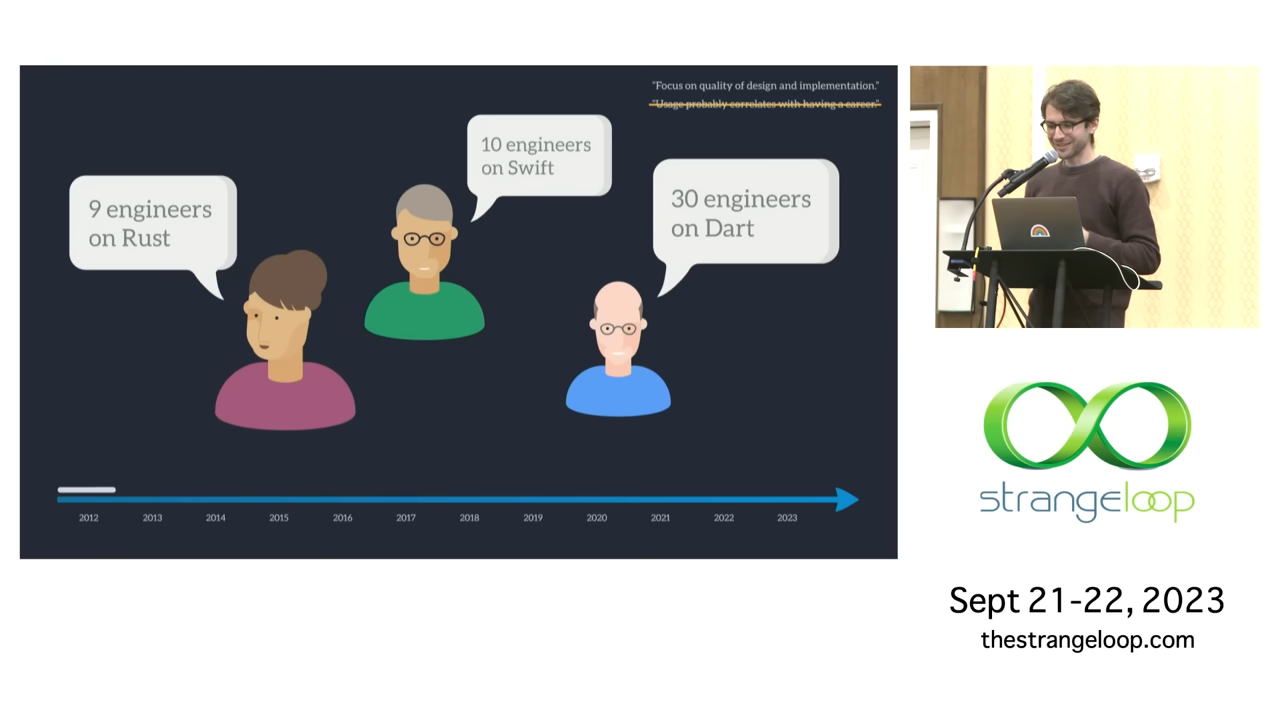 “Focus on quality of design and implementation.”
“Usage probably correlates with having a career.”
10 engineers
on Swift
9 engineers
on Rust
30 engineers
on Dart
2012 2013 2014 2015 2016 2017 2018 2019 2020 2021 2022 2023
strangeloop
Sept 21-22, 2023
thestrangeloop.com